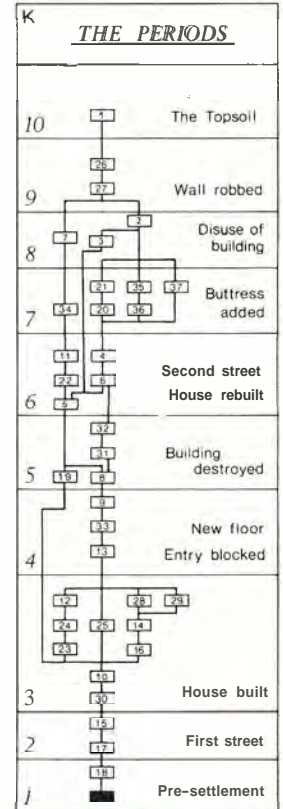 K
THE PERIODS
1
10 The Topsoil
26
27
9 Wall robbed
2
7 3
8 Disuse of
building
21 35 37
20 36
34
7 Buttress
added
11 4
22 6
5
6 Second street
House rebuilt
32
31
19 8
5 Building
destroyed
9
33
13
4 New floor
Entry blocked
12 28 29
24 25 14
23 16
10
30
3 House built
15
17
2 First street
18
1 Pre-settlement